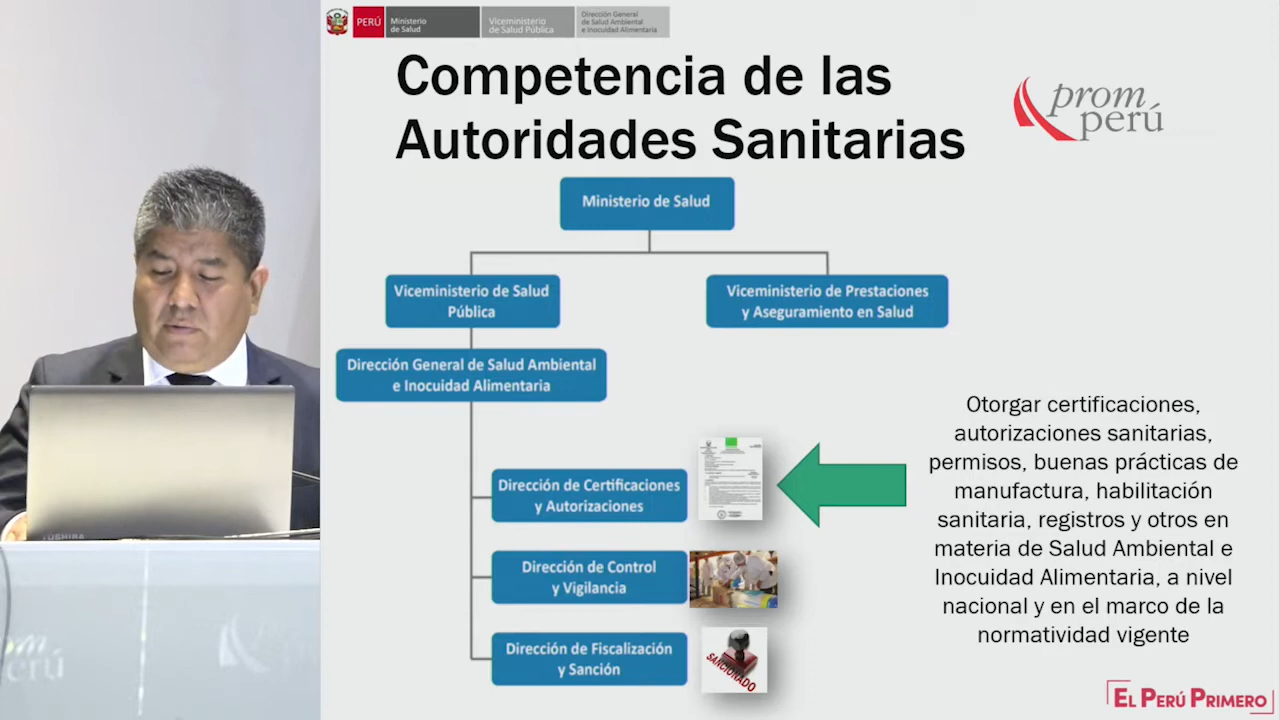 PERÚ
Ministerio
de Salud
Viceministerio
de Salud Pública
Dirección General
de Salud Ambiental
e Inocuidad Alimentaria
Competencia de las
Autoridades Sanitarias
prom
perú
Ministerio de Salud
Viceministerio de Salud
Pública
Viceministerio de Prestaciones
y Aseguramiento en Salud
Dirección General de Salud Ambiental
e Inocuidad Alimentaria
Dirección de Certificaciones
y Autorizaciones
Dirección de Control
y Vigilancia
Dirección de Fiscalización
y Sanción
SANCIONADO
Otorgar certificaciones,
autorizaciones sanitarias,
permisos, buenas prácticas de
manufactura, habilitación
sanitaria, registros y otros en
materia de Salud Ambiental e
Inocuidad Alimentaria, a nivel
nacional y en el marco de la
normatividad vigente
TOSHIBA
prom
perú
EL PERÚ PRIMERO